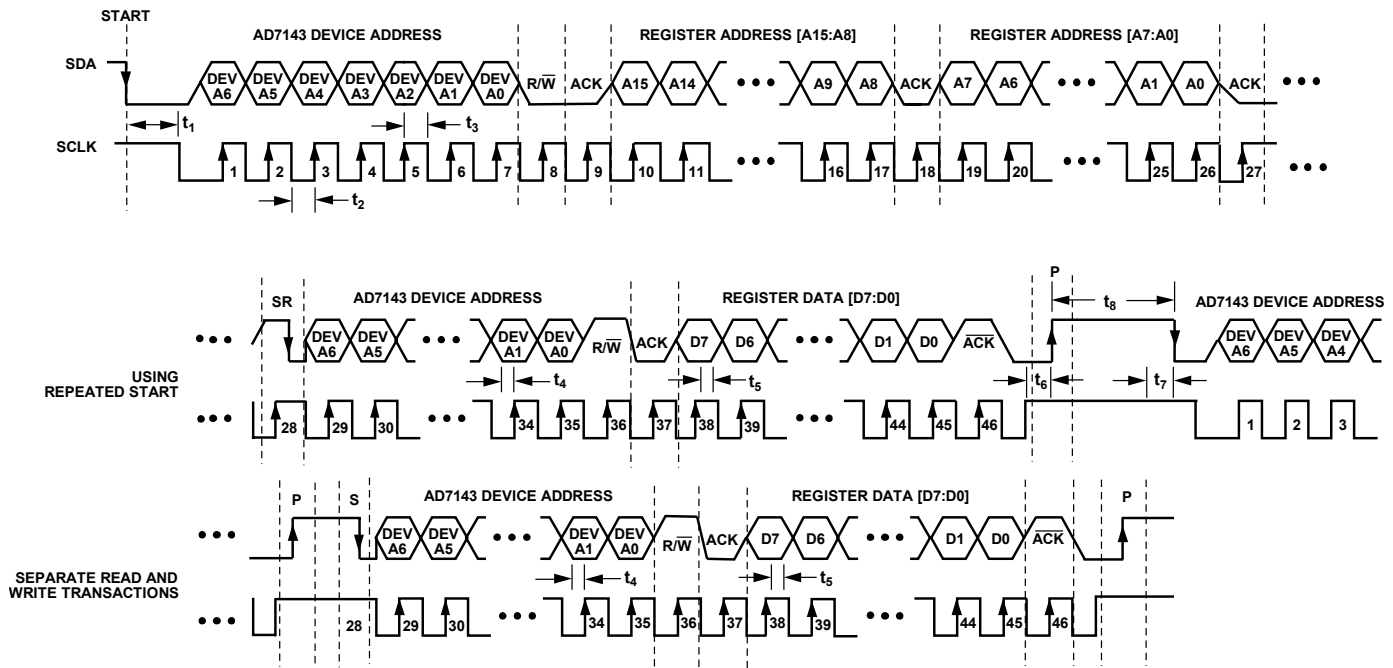 START
AD7143 DEVICE ADDRESS REGISTER ADDRESS [A15:A8] REGISTER ADDRESS [A7:A0]
SDA DEV A6 DEV A5 DEV A4 DEV A3 DEV A2 DEV A1 DEV A0 R/W̅ ACK A15 A14 ••• A9 A8 ACK A7 A6 ••• A1 A0 ACK •••
t1 t3
SCLK 1 2 3 4 5 6 7 8 9 10 11 ••• 16 17 18 19 20 ••• 25 26 27 •••
t2
P
SR AD7143 DEVICE ADDRESS REGISTER DATA [D7:D0] t8 AD7143 DEVICE ADDRESS
••• DEV A6 DEV A5 ••• DEV A1 DEV A0 R/W̅ ACK D7 D6 ••• D1 D0 A̅C̅K̅ DEV A6 DEV A5 DEV A4
t4 t5 t6 t7
USING
REPEATED START
••• 28 29 30 ••• 34 35 36 37 38 39 ••• 44 45 46 1 2 3
P S AD7143 DEVICE ADDRESS REGISTER DATA [D7:D0] P
••• DEV A6 DEV A5 ••• DEV A1 DEV A0 R/W̅ ACK D7 D6 ••• D1 D0 A̅C̅K̅
t4 t5
SEPARATE READ AND
WRITE TRANSACTIONS
••• 28 29 30 ••• 34 35 36 37 38 39 ••• 44 45 46